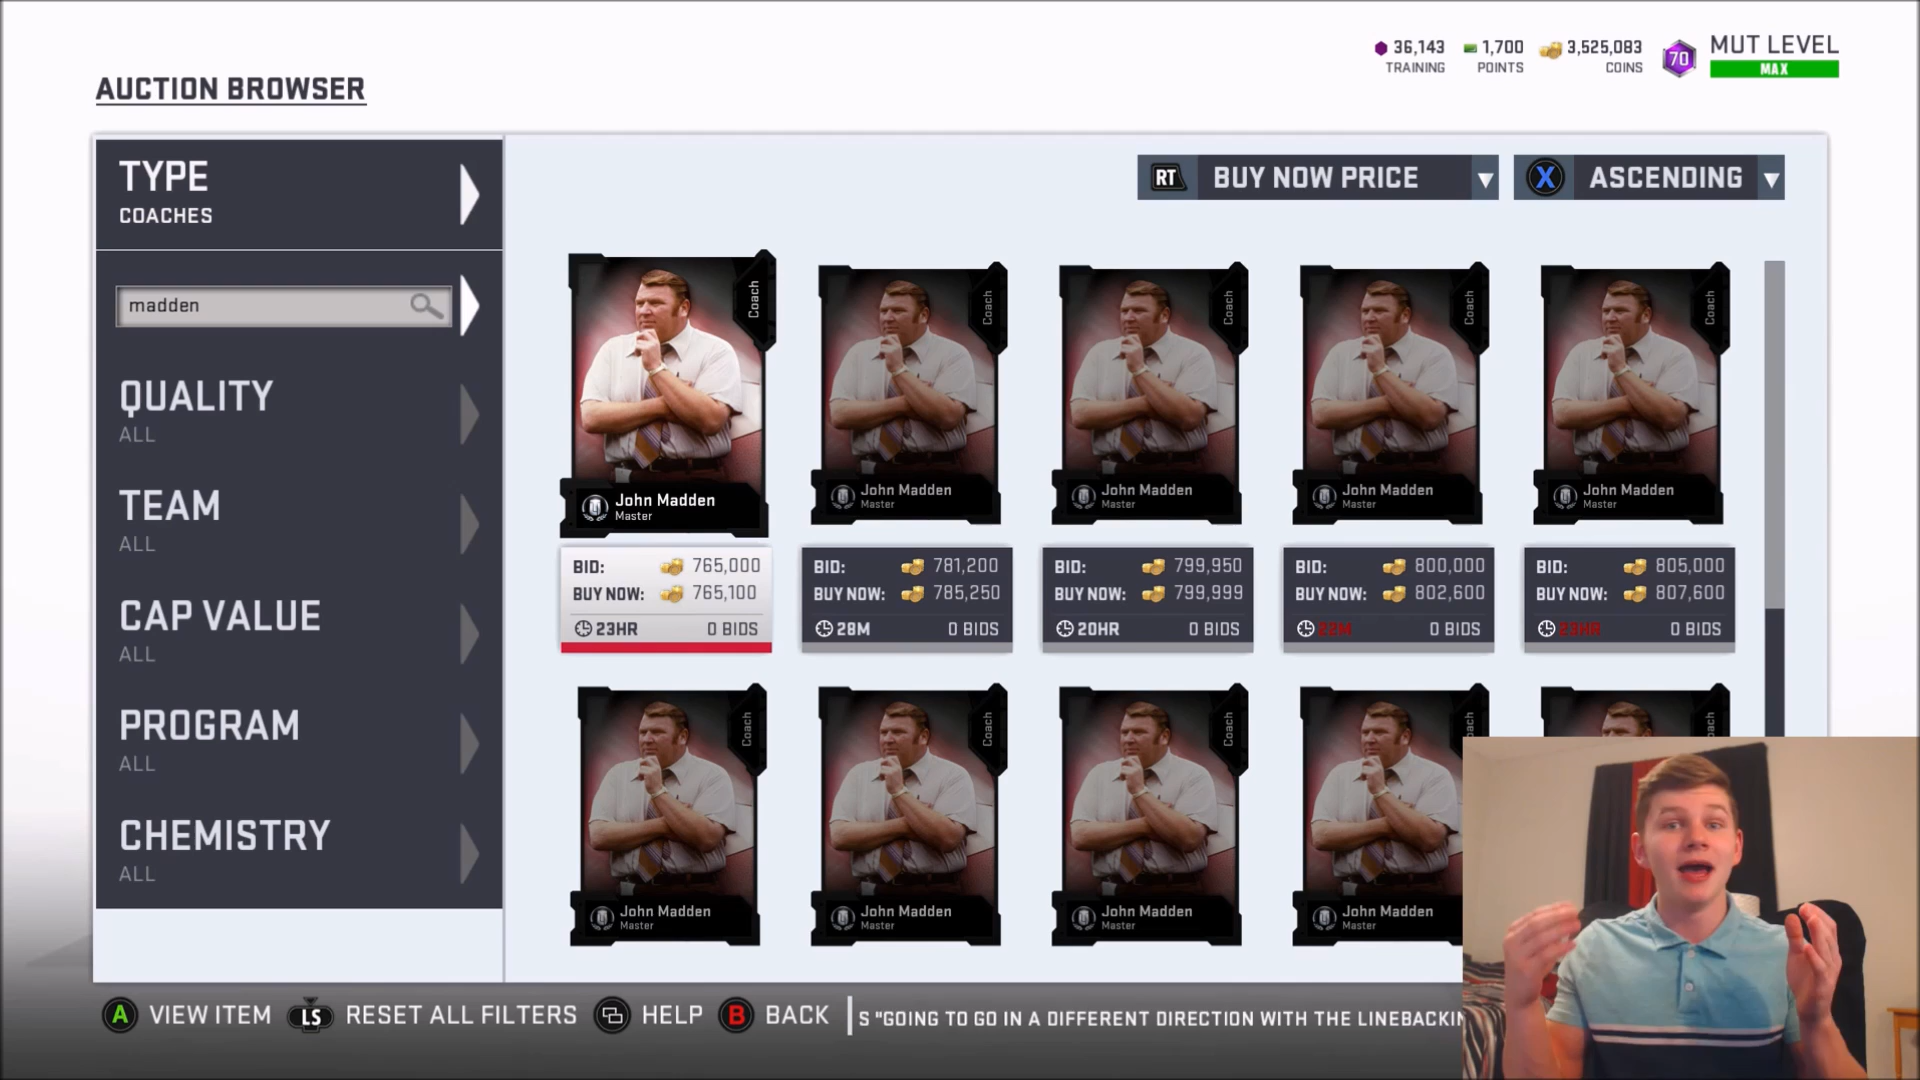 36,143
TRAINING
1,700
POINTS
3,525,083
COINS
70
MUT LEVEL
MAX
AUCTION BROWSER
TYPE
COACHES
madden
QUALITY
ALL
TEAM
ALL
CAP VALUE
ALL
PROGRAM
ALL
CHEMISTRY
ALL
RT BUY NOW PRICE
X ASCENDING
Coach
John Madden
Master
BID: 765,000
BUY NOW: 765,100
23HR 0 BIDS
Coach
John Madden
Master
BID: 781,200
BUY NOW: 785,250
28M 0 BIDS
Coach
John Madden
Master
BID: 799,950
BUY NOW: 799,999
20HR 0 BIDS
Coach
John Madden
Master
BID: 800,000
BUY NOW: 802,600
22M 0 BIDS
Coach
John Madden
Master
BID: 805,000
BUY NOW: 807,600
23HR 0 BIDS
Coach
John Madden
Master
Coach
John Madden
Master
Coach
John Madden
Master
Coach
John Madden
Master
Coach
A VIEW ITEM LS RESET ALL FILTERS HELP B BACK
S "GOING TO GO IN A DIFFERENT DIRECTION WITH THE LINEBACKIN